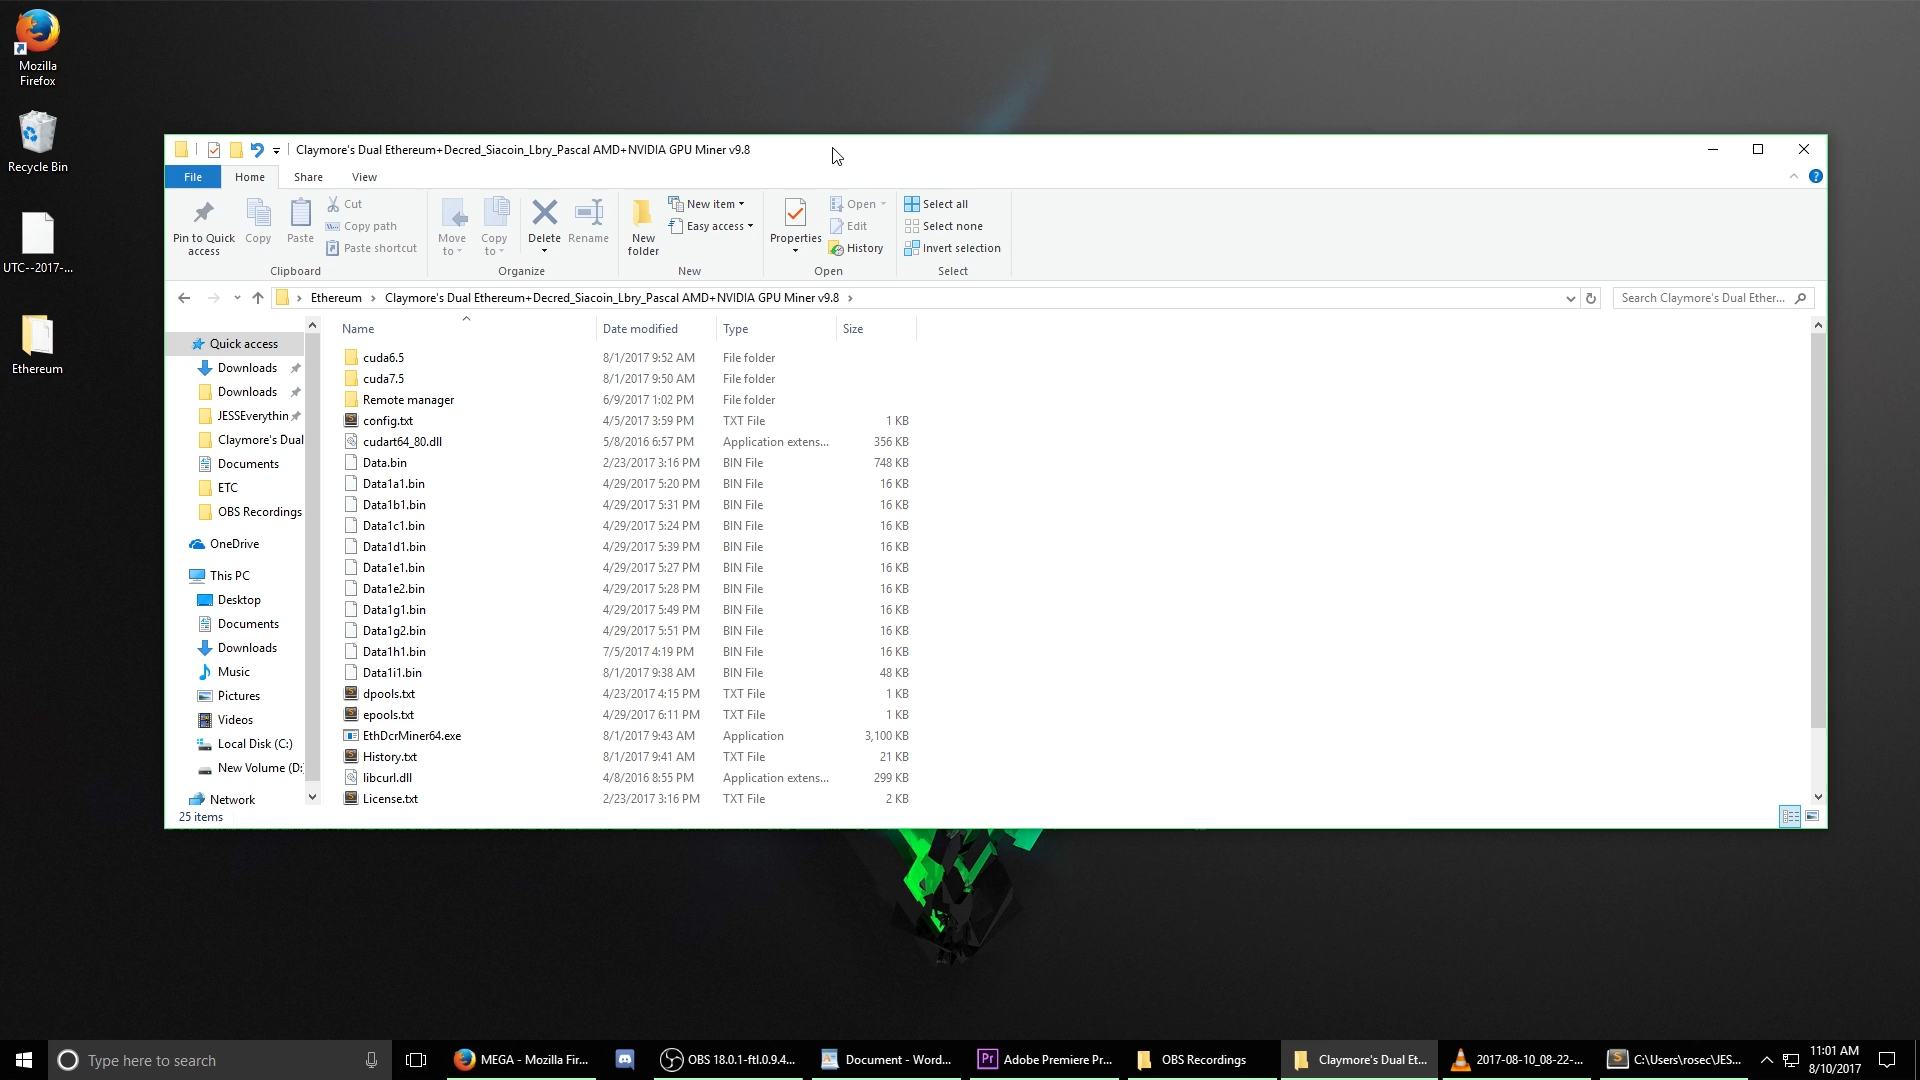 Mozilla
Firefox
Recycle Bin
UTC--2017-...
Ethereum
Claymore's Dual Ethereum+Decred_Siacoin_Lbry_Pascal AMD+NVIDIA GPU Miner v9.8
File Home Share View
Pin to Quick
access
Copy
Paste
Cut
Copy path
Paste shortcut
Clipboard
Move
to
Copy
to
Delete
Rename
Organize
New
folder
New item
Easy access
New
Properties
Open
Edit
History
Open
Select all
Select none
Invert selection
Select
Ethereum > Claymore's Dual Ethereum+Decred_Siacoin_Lbry_Pascal AMD+NVIDIA GPU Miner v9.8 >
Search Claymore's Dual Ether...
Quick access
Downloads
Downloads
JESSEverythin
Claymore's Dual
Documents
ETC
OBS Recordings
OneDrive
This PC
Desktop
Documents
Downloads
Music
Pictures
Videos
Local Disk (C:)
New Volume (D:
Network
Name Date modified Type Size
cuda6.5 8/1/2017 9:52 AM File folder
cuda7.5 8/1/2017 9:50 AM File folder
Remote manager 6/9/2017 1:02 PM File folder
config.txt 4/5/2017 3:59 PM TXT File 1 KB
cudart64_80.dll 5/8/2016 6:57 PM Application extens... 356 KB
Data.bin 2/23/2017 3:16 PM BIN File 748 KB
Data1a1.bin 4/29/2017 5:20 PM BIN File 16 KB
Data1b1.bin 4/29/2017 5:31 PM BIN File 16 KB
Data1c1.bin 4/29/2017 5:24 PM BIN File 16 KB
Data1d1.bin 4/29/2017 5:39 PM BIN File 16 KB
Data1e1.bin 4/29/2017 5:27 PM BIN File 16 KB
Data1e2.bin 4/29/2017 5:28 PM BIN File 16 KB
Data1g1.bin 4/29/2017 5:49 PM BIN File 16 KB
Data1g2.bin 4/29/2017 5:51 PM BIN File 16 KB
Data1h1.bin 7/5/2017 4:19 PM BIN File 16 KB
Data1i1.bin 8/1/2017 9:38 AM BIN File 48 KB
dpools.txt 4/23/2017 4:15 PM TXT File 1 KB
epools.txt 4/29/2017 6:11 PM TXT File 1 KB
EthDcrMiner64.exe 8/1/2017 9:43 AM Application 3,100 KB
History.txt 8/1/2017 9:41 AM TXT File 21 KB
libcurl.dll 4/8/2016 8:55 PM Application extens... 299 KB
License.txt 2/23/2017 3:16 PM TXT File 2 KB
25 items
Type here to search
MEGA - Mozilla Fir...
OBS 18.0.1-ftl.0.9.4...
Document - Word...
Pr Adobe Premiere Pr...
OBS Recordings
Claymore's Dual Et...
2017-08-10_08-22-...
C:\Users\rosec\JES...
11:01 AM
8/10/2017